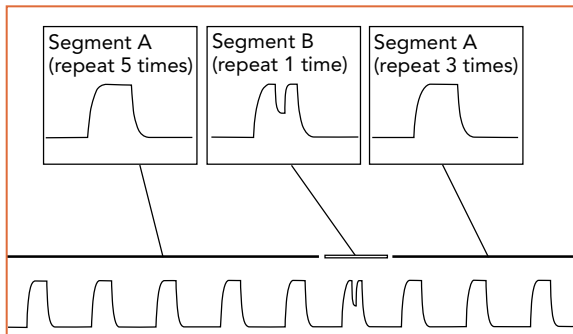 Segment A
(repeat 5 times)
Segment B
(repeat 1 time)
Segment A
(repeat 3 times)